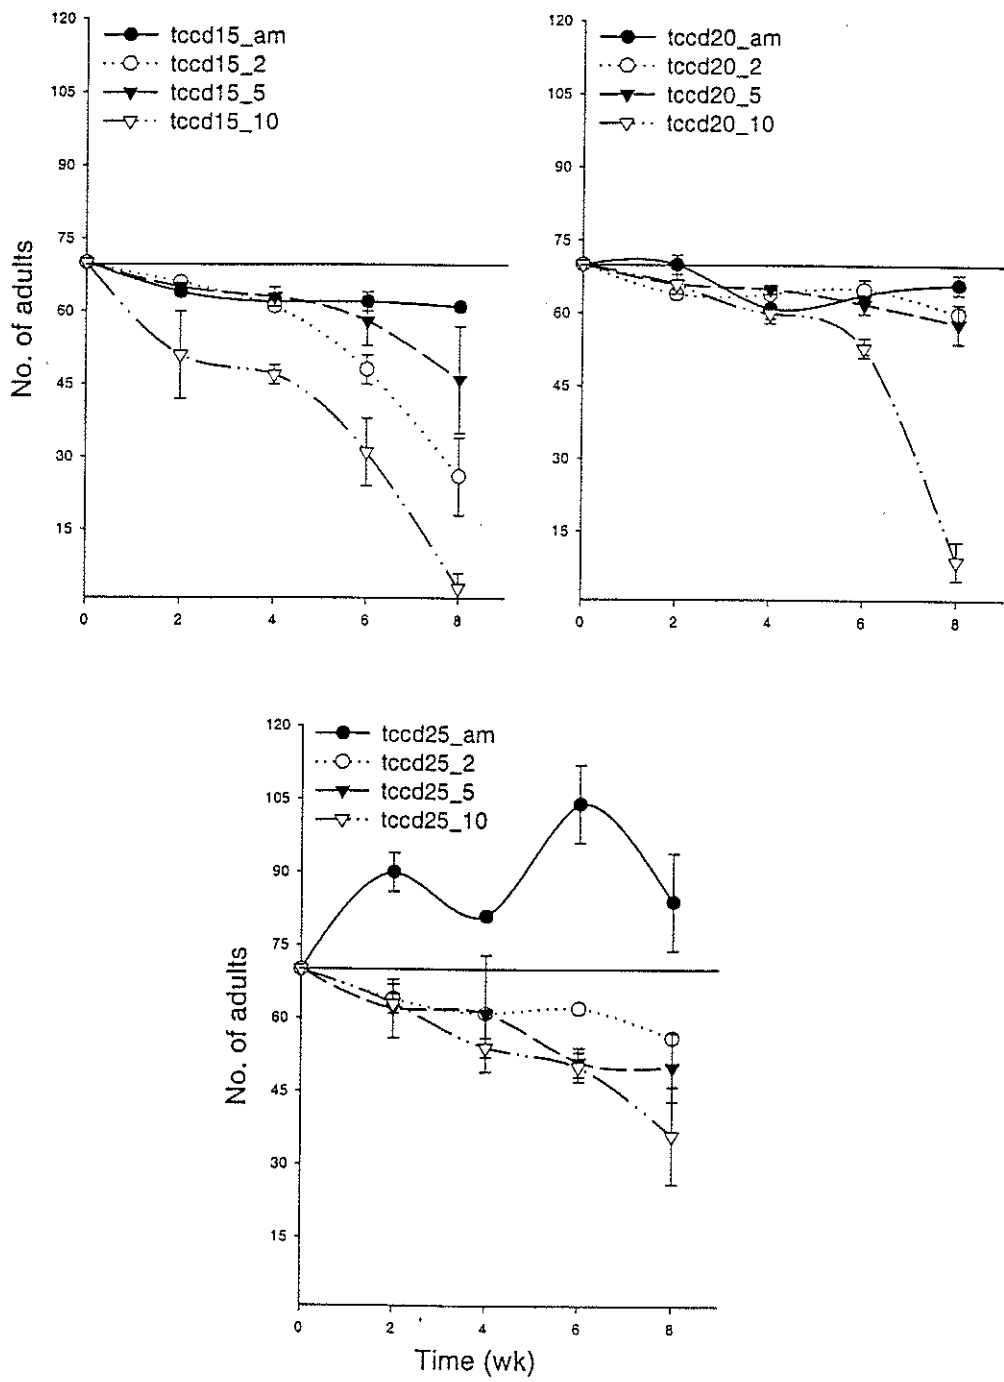 120
105
90
75
60
45
30
15
No. of adults
tccd15_am
tccd15_2
tccd15_5
tccd15_10
0 2 4 6 8
120
105
90
75
60
45
30
15
tccd20_am
tccd20_2
tccd20_5
tccd20_10
0 2 4 6 8
120
105
90
75
60
45
30
15
No. of adults
tccd25_am
tccd25_2
tccd25_5
tccd25_10
0 2 4 6 8
Time (wk)